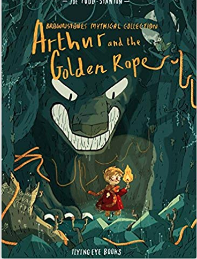 JOE TODD-STANTON
BROWNSTONE'S MYTHICAL COLLECTION
Arthur and the
Golden Rope
FLYING EYE BOOKS